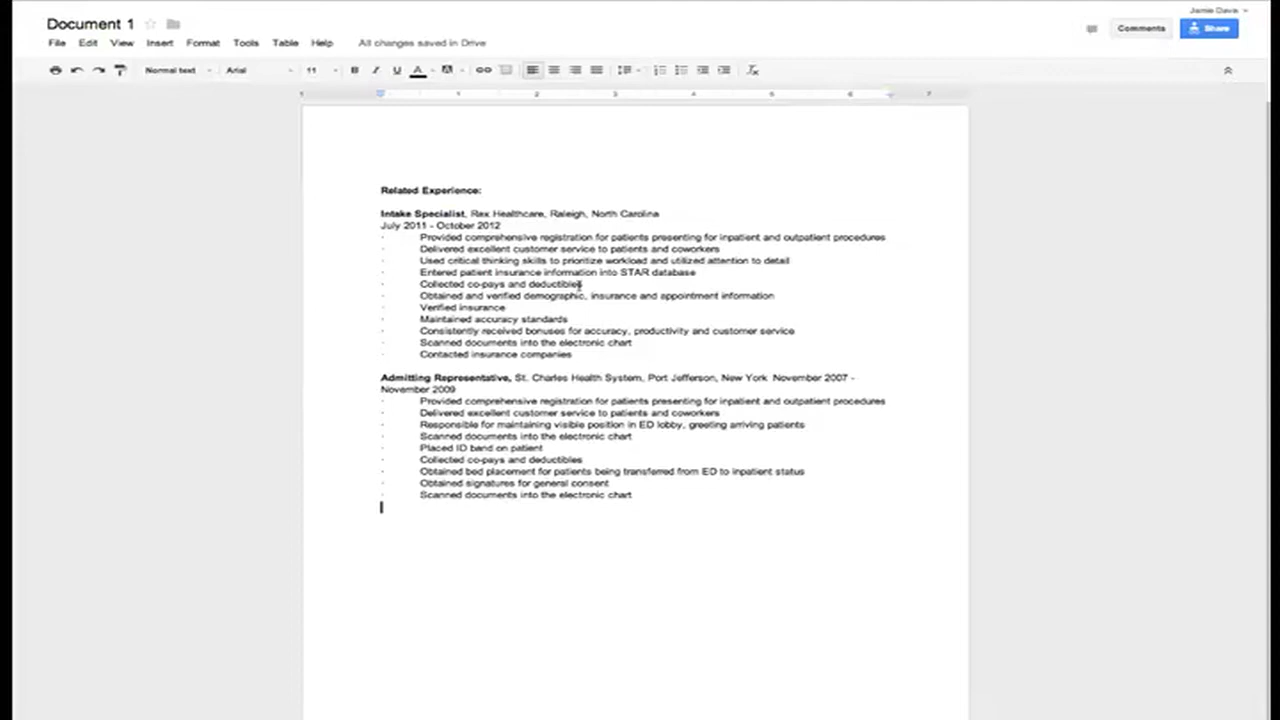 Jamie Davis
Document 1
Comments
Share
File Edit View Insert Format Tools Table Help All changes saved in Drive
Normal text Arial 11 B I U A A
1 1 2 3 4 5 6 7
Related Experience:
Intake Specialist, Rex Healthcare, Raleigh, North Carolina
July 2011 - October 2012
· Provided comprehensive registration for patients presenting for inpatient and outpatient procedures
· Delivered excellent customer service to patients and coworkers
· Used critical thinking skills to prioritize workload and utilized attention to detail
· Entered patient insurance information into STAR database
· Collected co-pays and deductibles
· Obtained and verified demographic, insurance and appointment information
· Verified insurance
· Maintained accuracy standards
· Consistently received bonuses for accuracy, productivity and customer service
· Scanned documents into the electronic chart
· Contacted insurance companies
Admitting Representative, St. Charles Health System, Port Jefferson, New York November 2007 -
November 2009
· Provided comprehensive registration for patients presenting for inpatient and outpatient procedures
· Delivered excellent customer service to patients and coworkers
· Responsible for maintaining visible position in ED lobby, greeting arriving patients
· Scanned documents into the electronic chart
· Placed ID band on patient
· Collected co-pays and deductibles
· Obtained bed placement for patients being transferred from ED to inpatient status
· Obtained signatures for general consent
· Scanned documents into the electronic chart